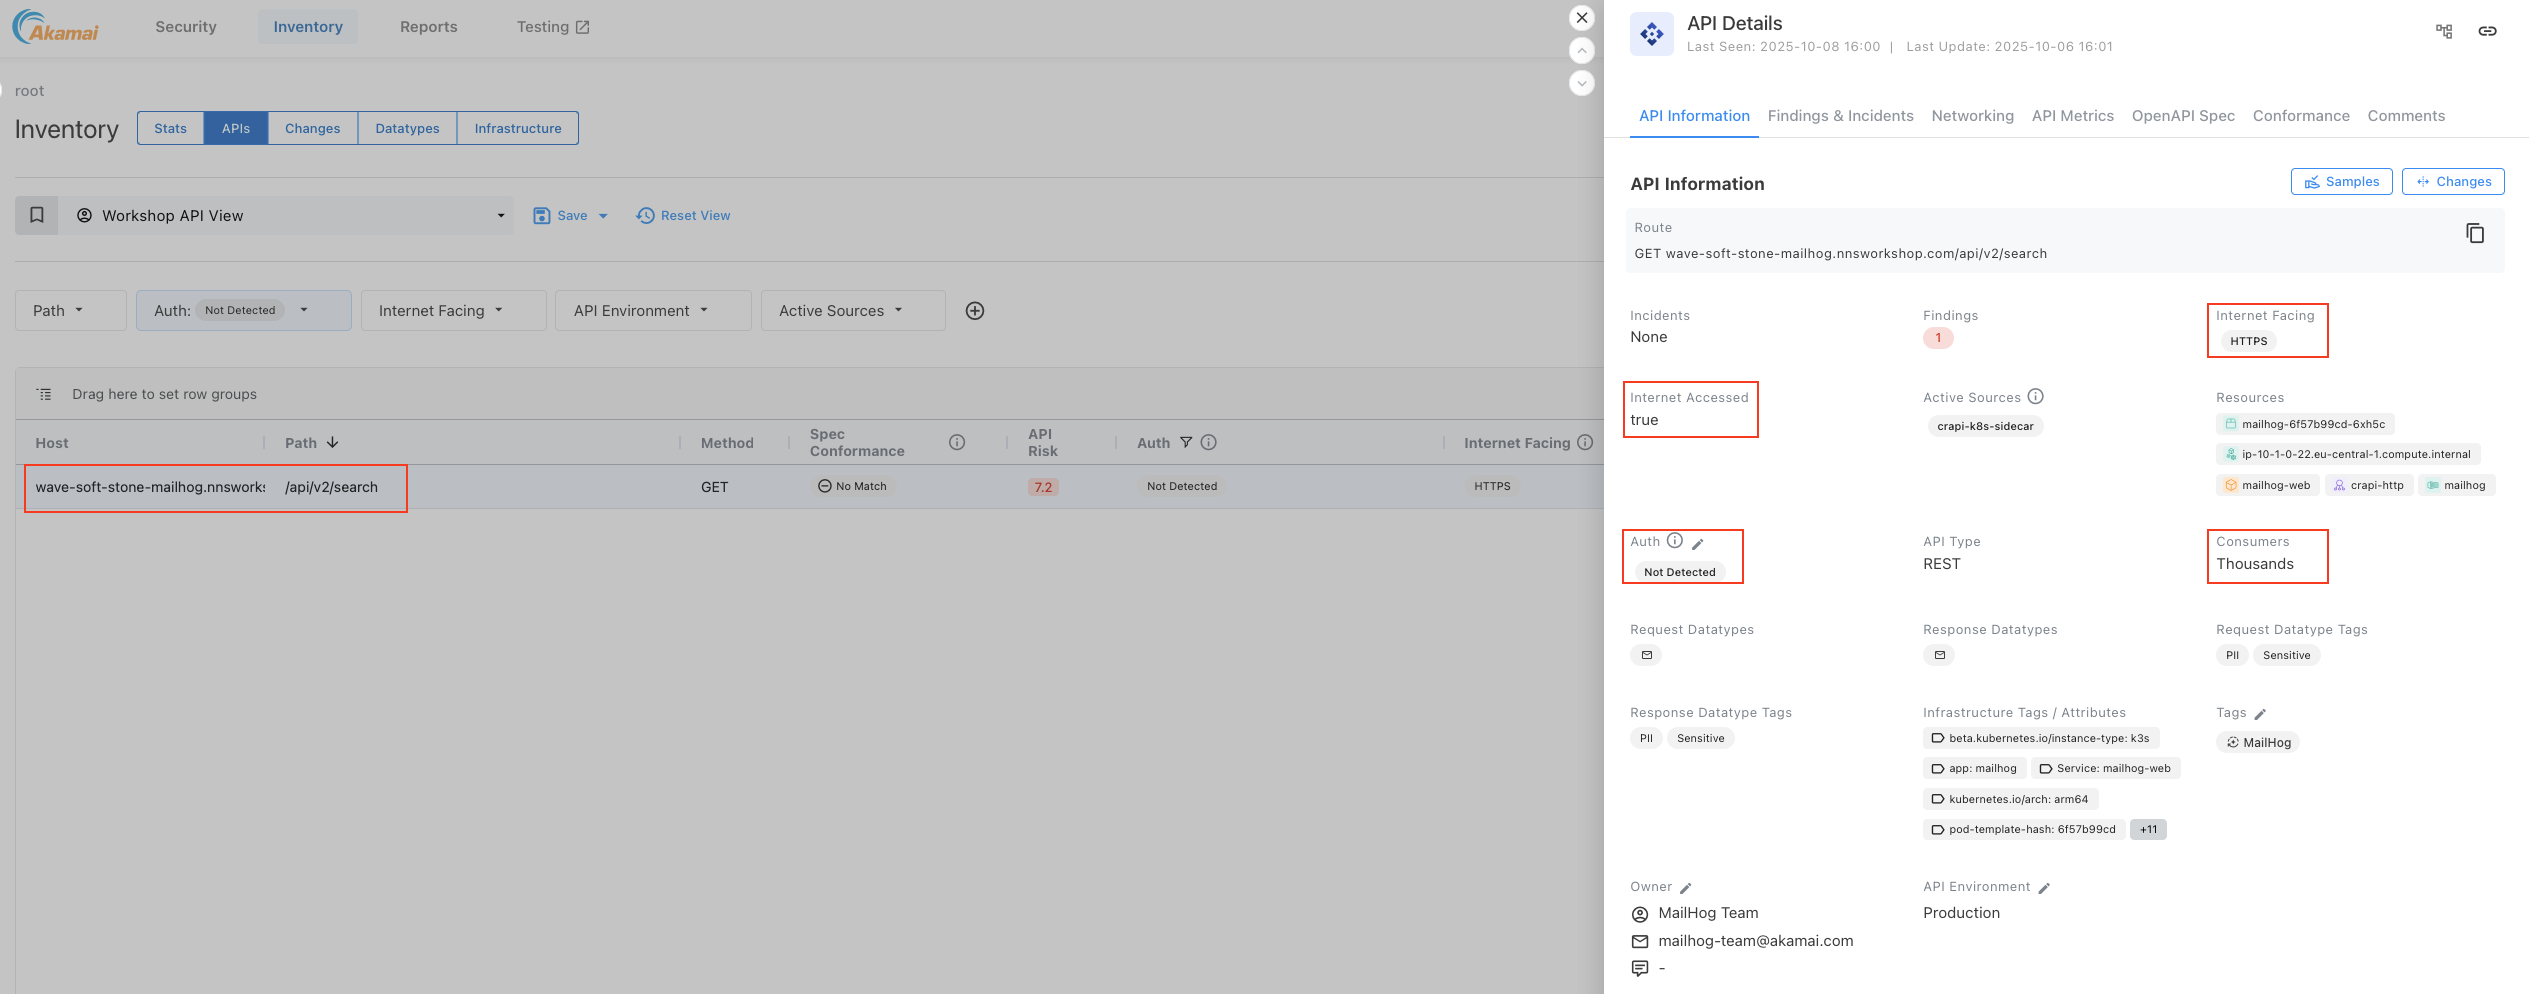 Akamai
Security
Inventory
Reports
Testing
root
Inventory
Stats
APIs
Changes
Datatypes
Infrastructure
Workshop API View
Save
Reset View
Path
Auth: Not Detected
Internet Facing
API Environment
Active Sources
Drag here to set row groups
Host
Path
Method
Spec Conformance
API Risk
Auth
Internet Facing
wave-soft-stone-mailhog.nnsworks
/api/v2/search
GET
No Match
7.2
Not Detected
HTTPS
API Details
Last Seen: 2025-10-08 16:00 | Last Update: 2025-10-06 16:01
API Information
Findings & Incidents
Networking
API Metrics
OpenAPI Spec
Conformance
Comments
API Information
Samples
Changes
Route
GET wave-soft-stone-mailhog.nnsworkshop.com/api/v2/search
Incidents
None
Findings
1
Internet Facing
HTTPS
Internet Accessed
true
Active Sources
crapi-k8s-sidecar
Resources
mailhog-6f57b99cd-6xh5c
ip-10-1-0-22.eu-central-1.compute.internal
mailhog-web
crapi-http
mailhog
Auth
Not Detected
API Type
REST
Consumers
Thousands
Request Datatypes
Response Datatypes
Request Datatype Tags
PII
Sensitive
Response Datatype Tags
PII
Sensitive
Infrastructure Tags / Attributes
beta.kubernetes.io/instance-type: k3s
app: mailhog
Service: mailhog-web
kubernetes.io/arch: arm64
pod-template-hash: 6f57b99cd
+11
Tags
MailHog
Owner
MailHog Team
mailhog-team@akamai.com
-
API Environment
Production